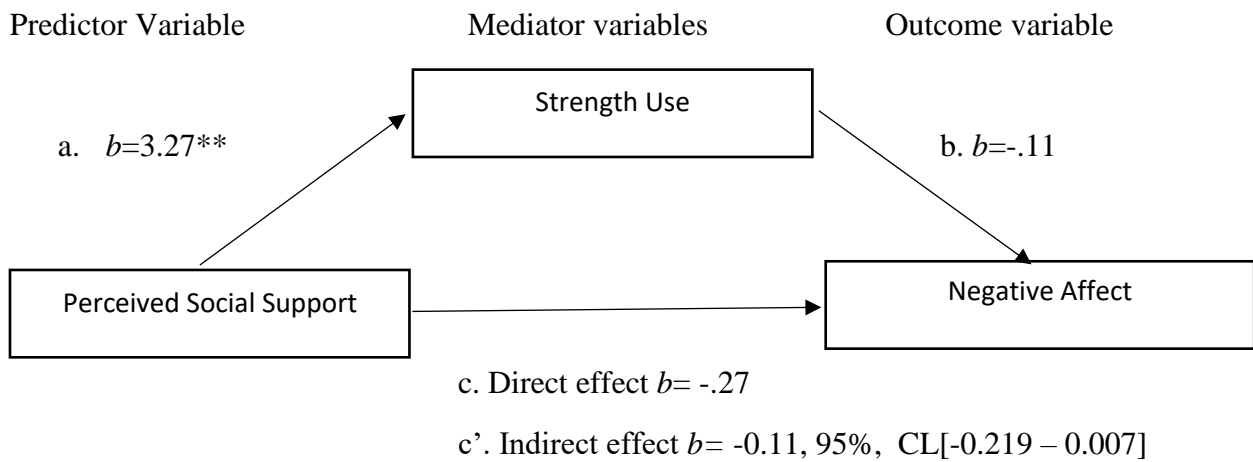 Predictor Variable Mediator variables Outcome variable
Strength Use
a. b=3.27** b. b=-.11
Perceived Social Support Negative Affect
c. Direct effect b= -.27
c’. Indirect effect b= -0.11, 95%, CL[-0.219 – 0.007]